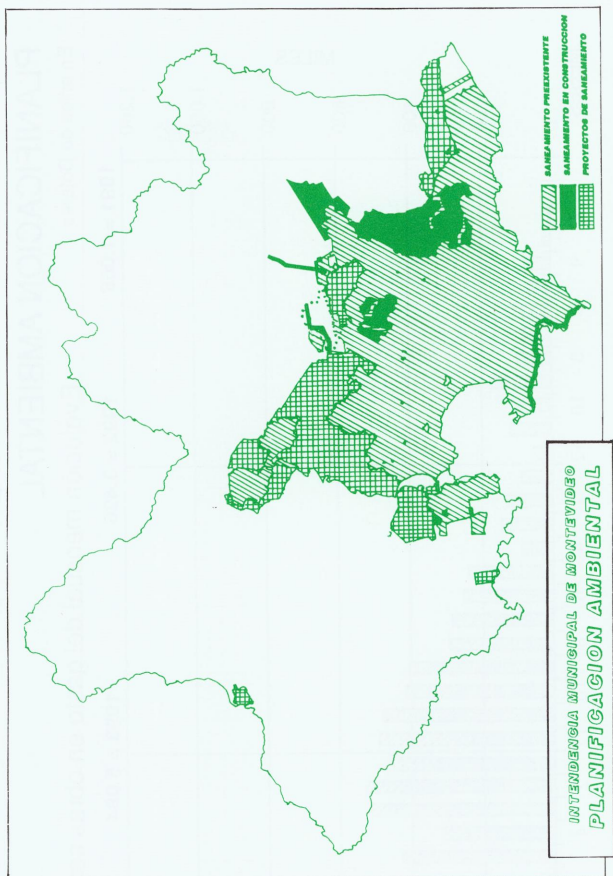 SANEAMIENTO PREEXISTENTE
SANEAMIENTO EN CONSTRUCCION
PROYECTOS DE SANEAMIENTO
INTENDENCIA MUNICIPAL DE MONTEVIDEO
PLANIFICACION AMBIENTAL